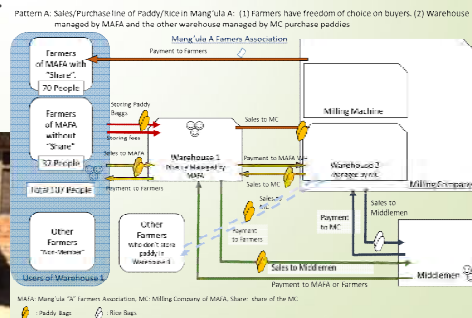 Pattern A: Sales/Purchase line of Paddy/Rice in Mang'ula A: (1) Farmers have freedom of choice on buyers. (2) Warehouse
managed by MAFA and the other warehouse managed by MC purchase paddies
Mang'ula A Famers Association
Farmers
of MAFA with
"Share".
70 People
Payment to Farmers
Milling Machine
Farmers
of MAFA
without
"Share"
37 People
Total 107 People
Storing Paddy
Baggs
Storing fees
Sales to MAFA
Payment to Farmers
Warehouse 1
Managed by
MAFA
Sales to MC
Payment to MAFA
Sales to MC
Warehouse 2
Managed by MC
Milling Company
Other
Farmers
"Non-Member"
Users of Warehouse 1
Other
Farmers
who don't store
paddy in
Warehouse 1
Sales to
MC
Payment
to Farmers
Payment
to MC
Sales to
Middlemen
Sales to Middlemen
Payment to MAFA or Farmers
Middlemen
MAFA: Mang'ula "A" Farmers Association, MC: Milling Company of MAFA. Share: share of the MC
: Paddy Bags
: Rice Bags